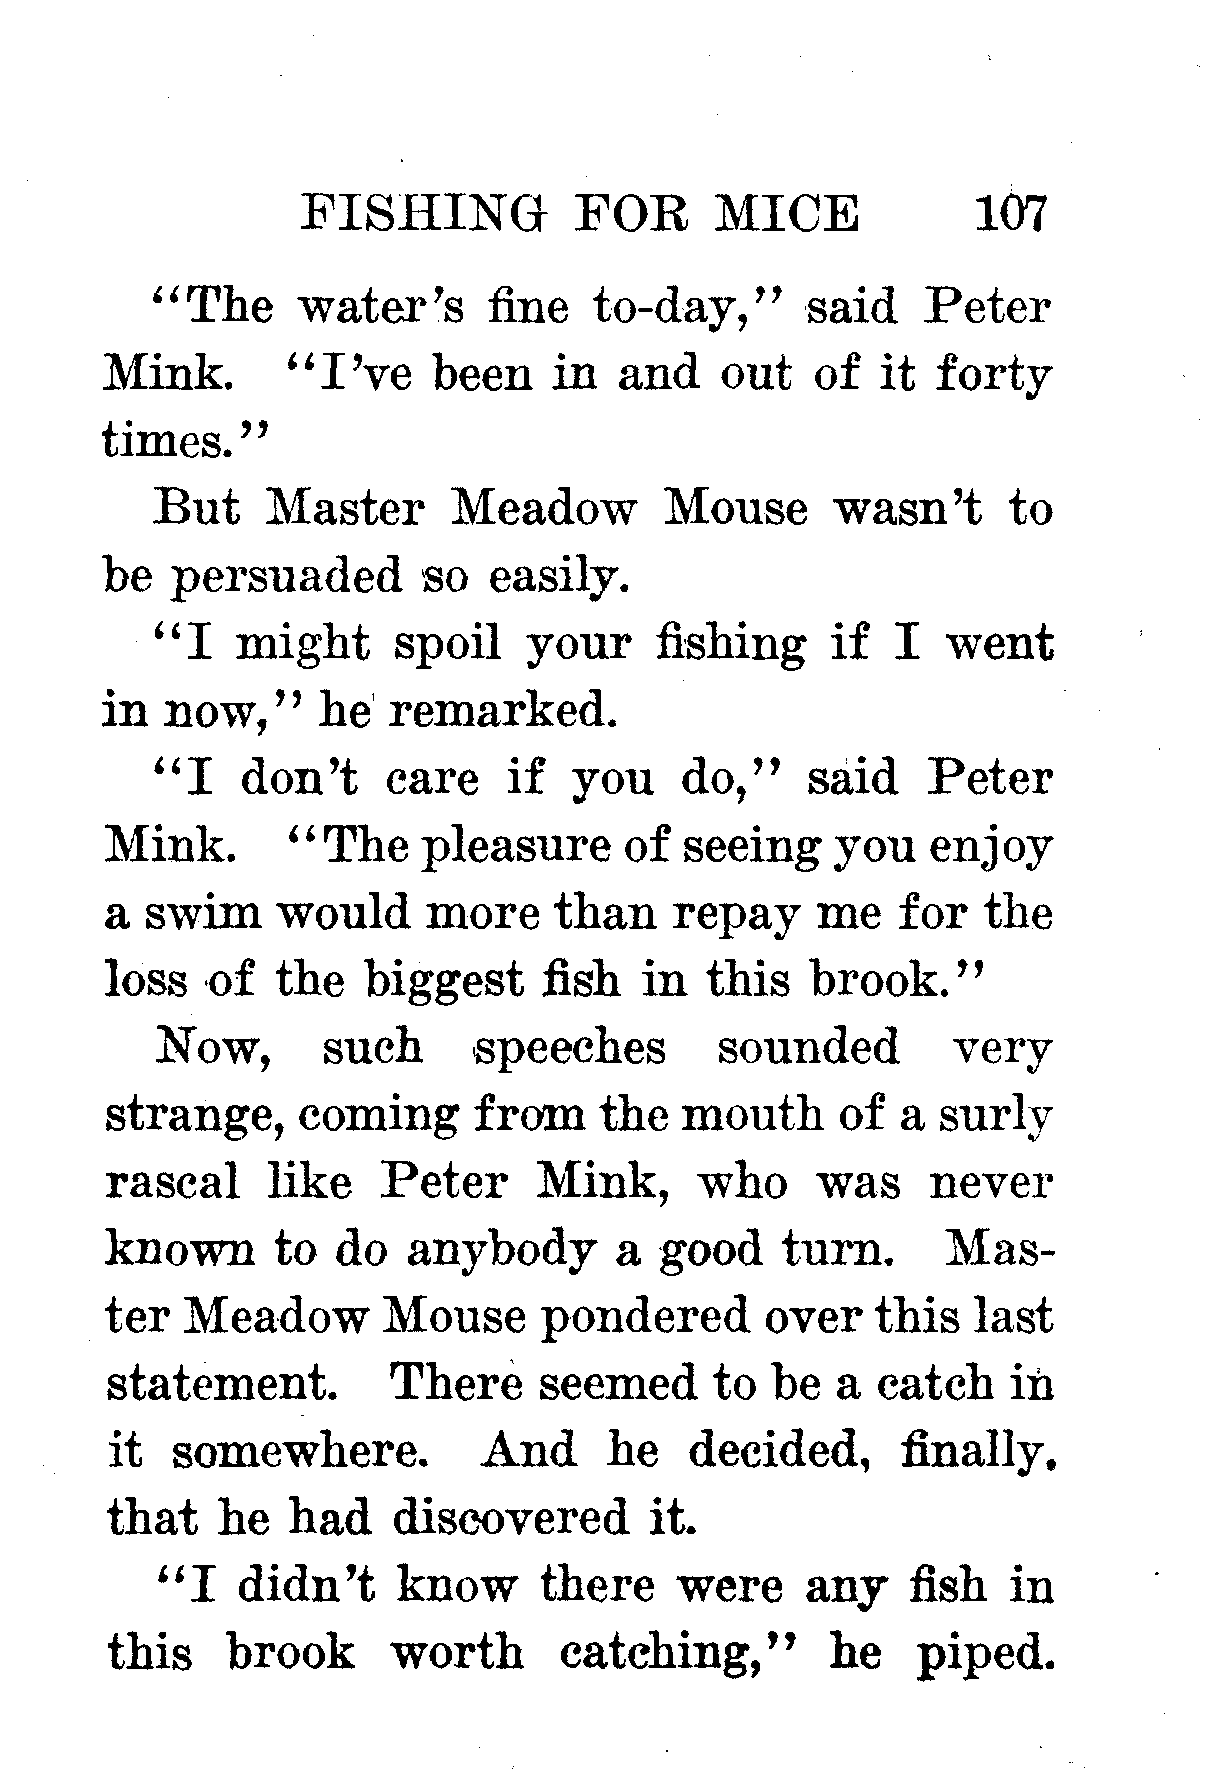 FISHING FOR MICE 107
"The water's fine to-day," said Peter
Mink. "I've been in and out of it forty
times."
But Master Meadow Mouse wasn't to
be persuaded so easily.
"I might spoil your fishing if I went
in now," he remarked.
"I don't care if you do," said Peter
Mink. "The pleasure of seeing you enjoy
a swim would more than repay me for the
loss of the biggest fish in this brook."
Now, such speeches sounded very
strange, coming from the mouth of a surly
rascal like Peter Mink, who was never
known to do anybody a good turn. Mas-
ter Meadow Mouse pondered over this last
statement. There seemed to be a catch in
it somewhere. And he decided, finally.
that he had discovered it.
"I didn't know there were any fish in
this brook worth catching," he piped.